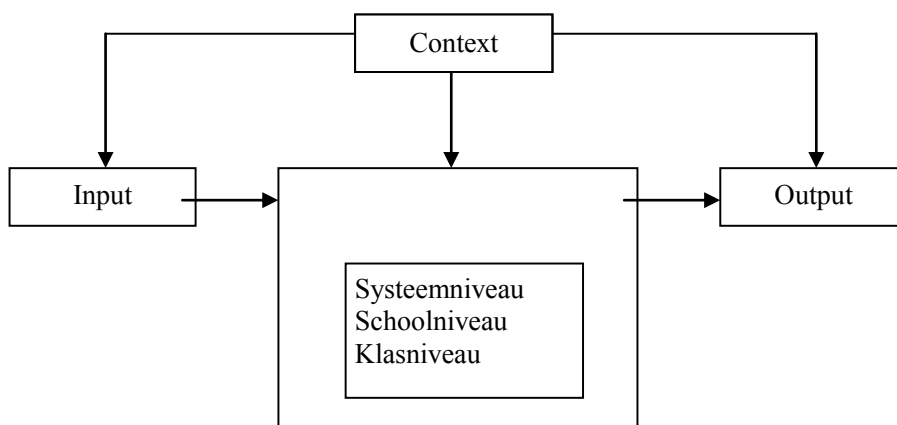 Context
Input
Output
Systeemniveau
Schoolniveau
Klasniveau